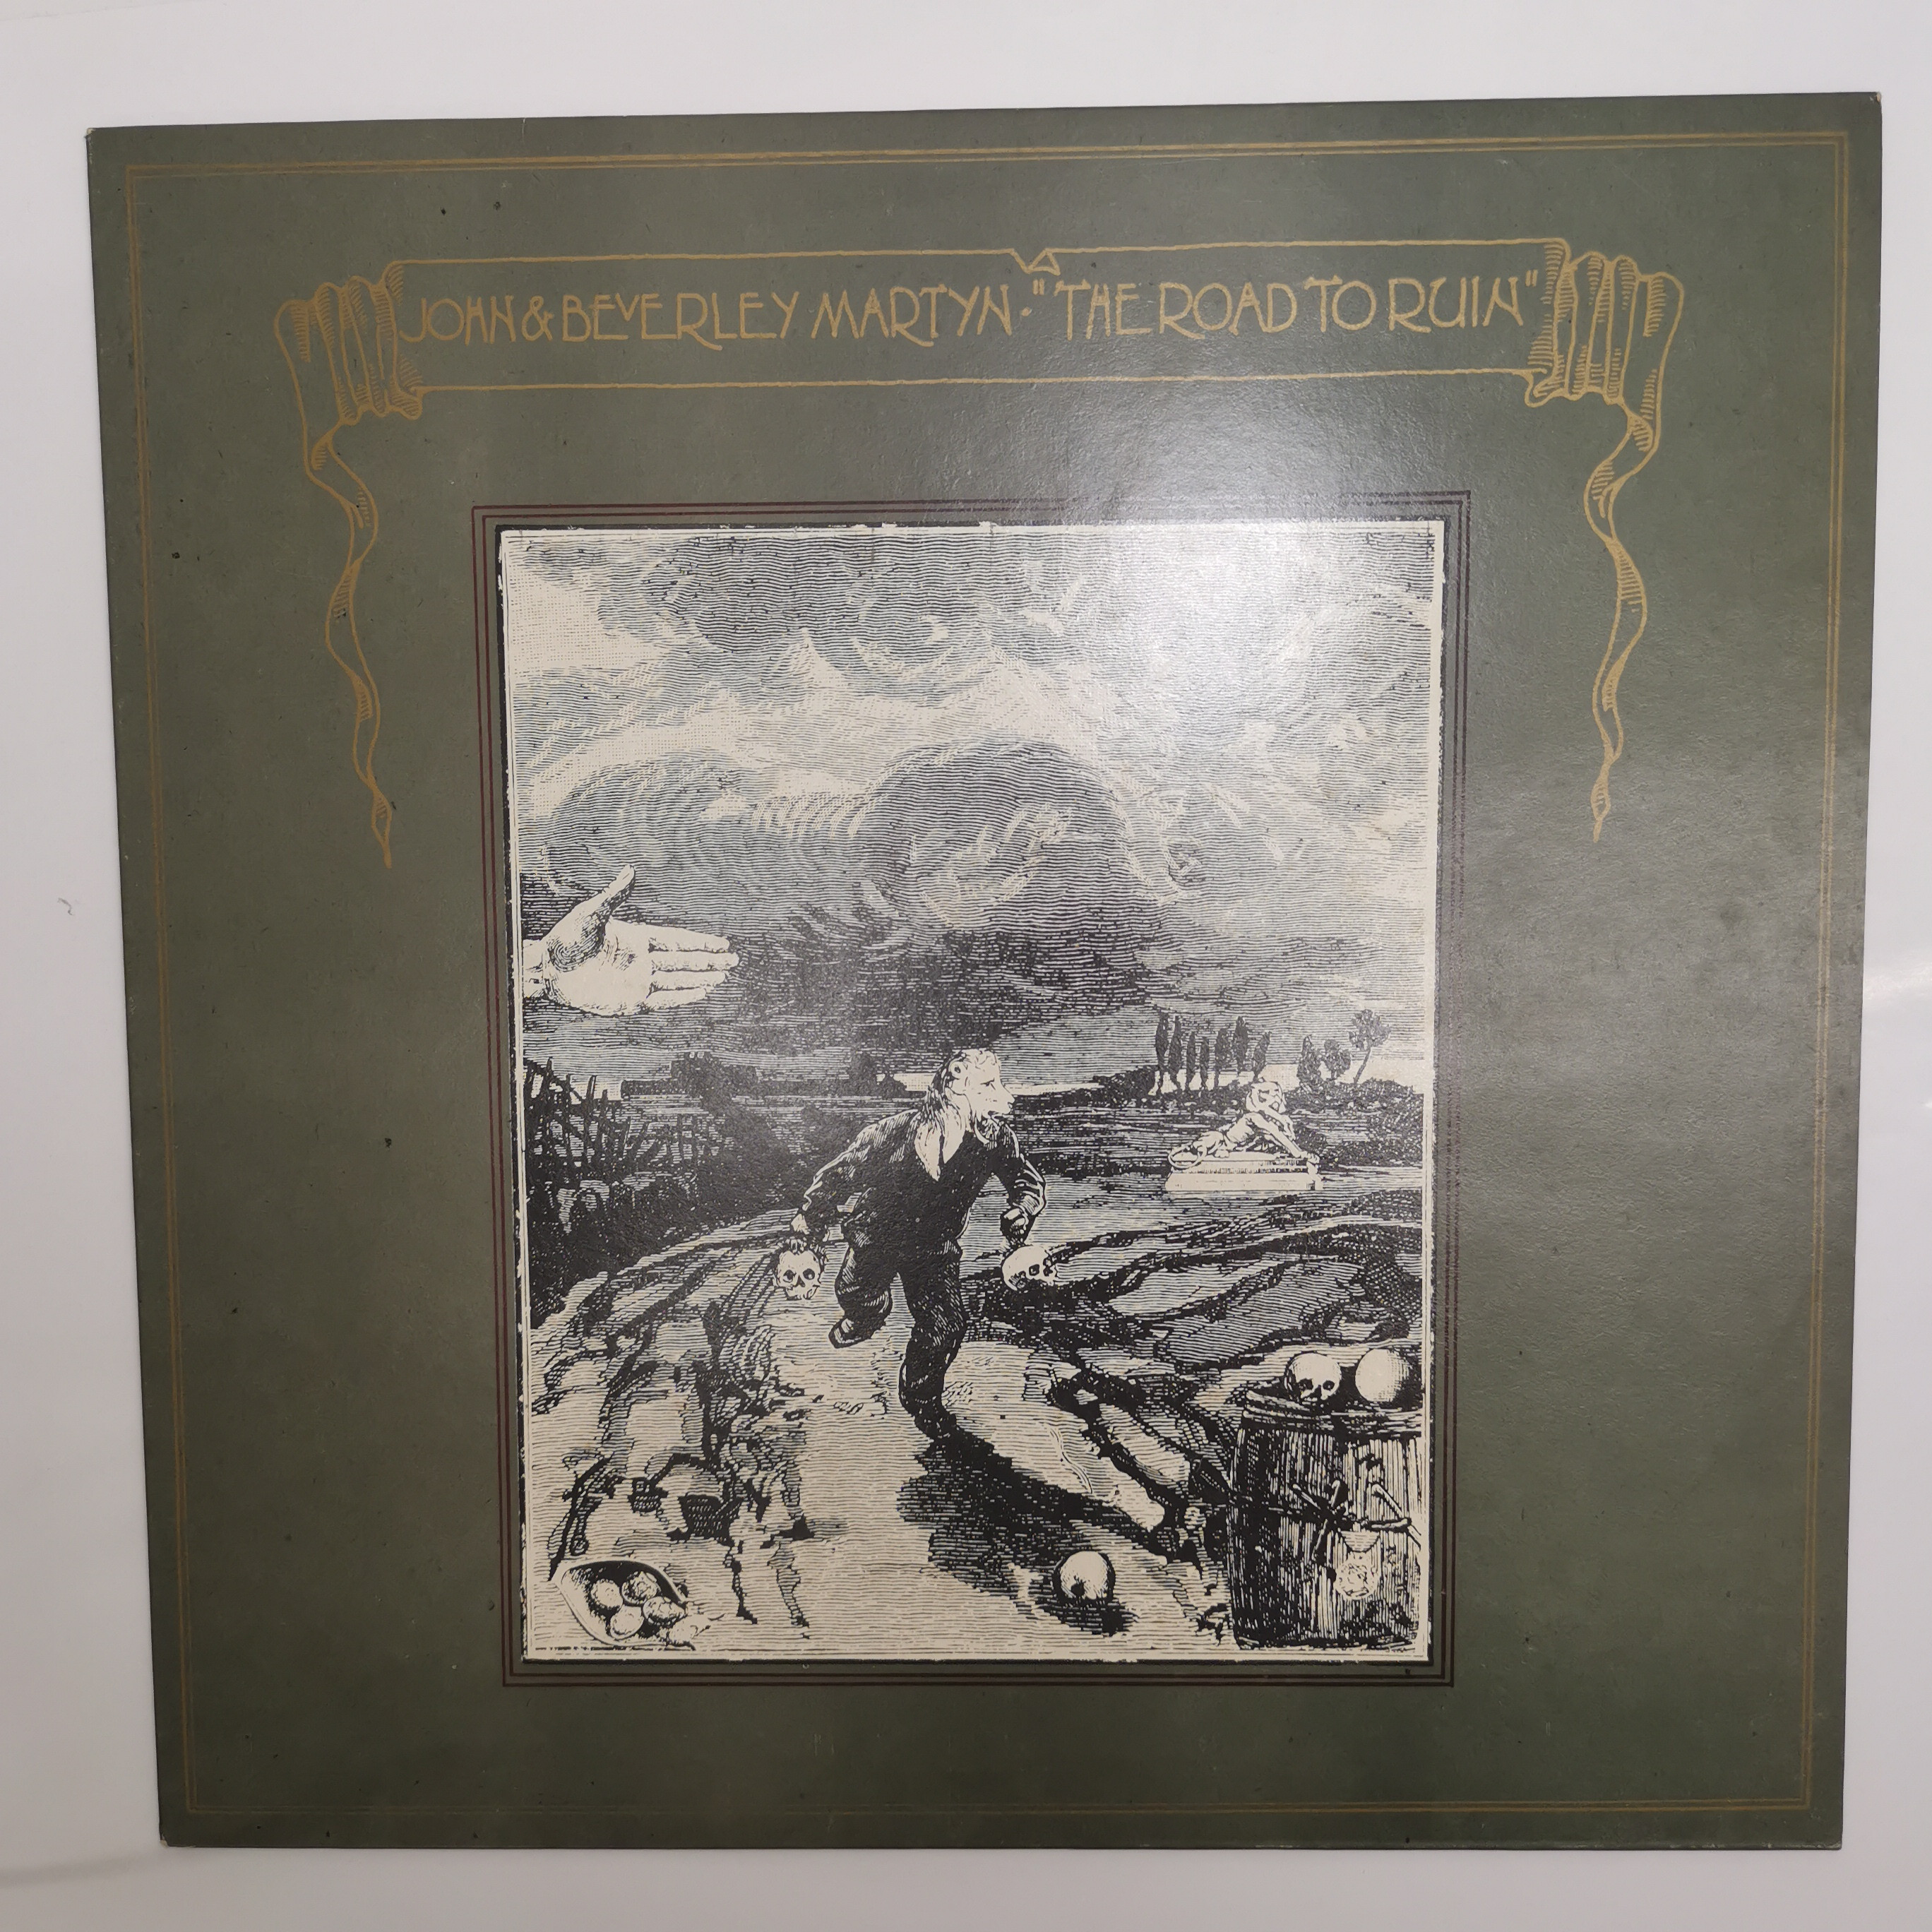 JOHN & BEVERLEY MARTYN · "THE ROAD TO RUIN"